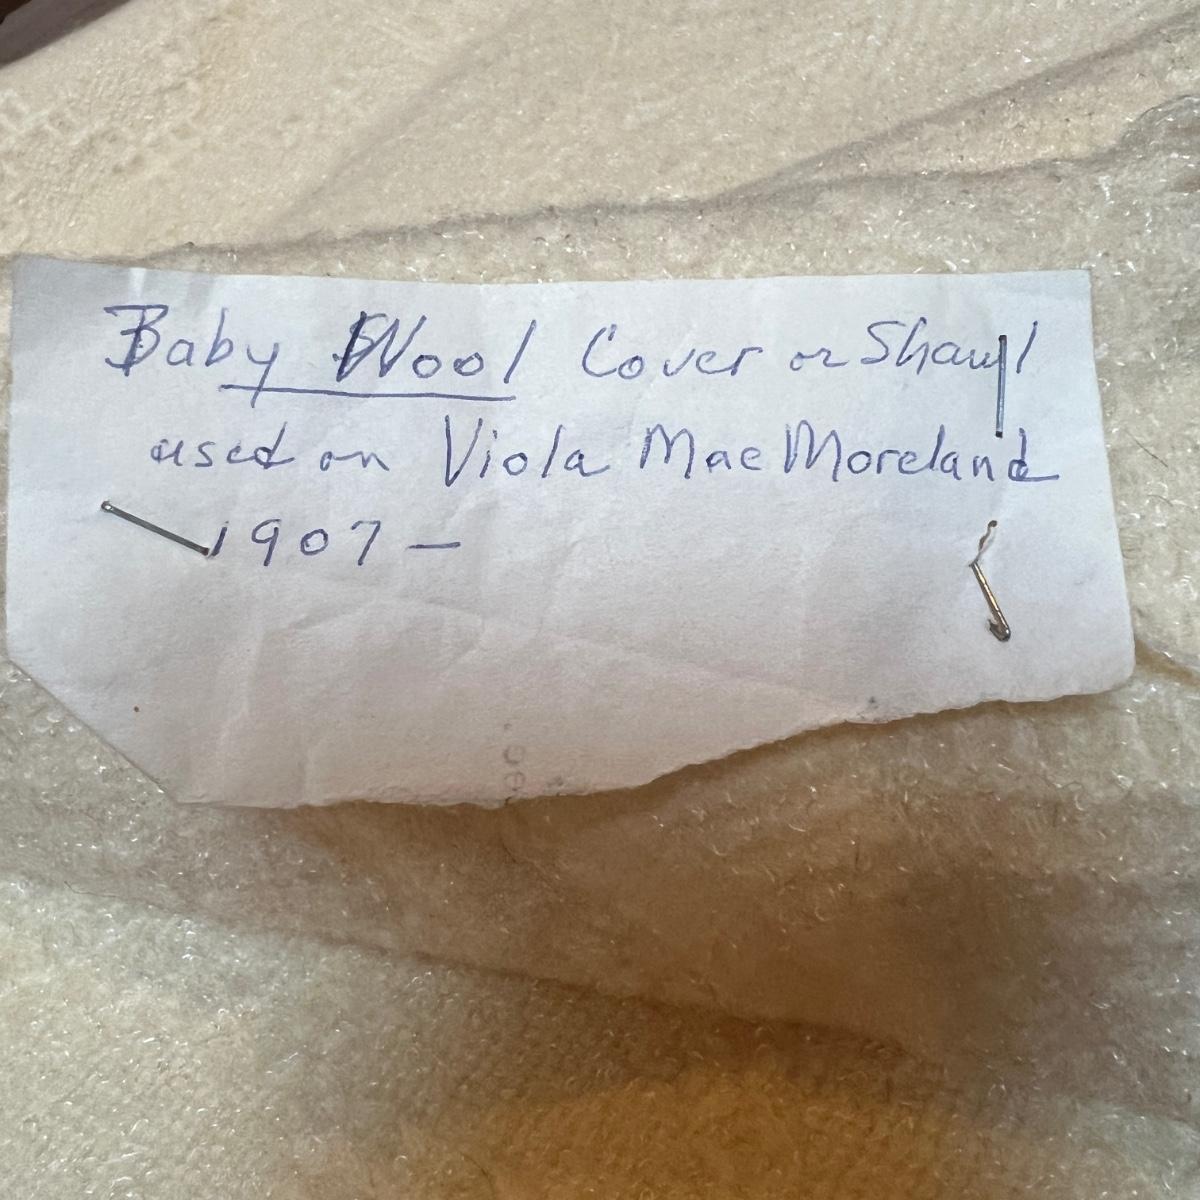 Baby Wool Cover or Shawl
used on Viola Mae Moreland
1907 —